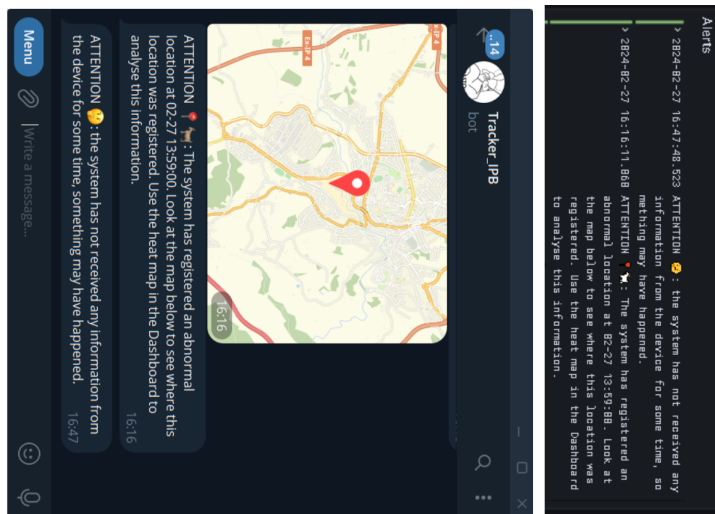 Alerts
> 2024-02-27 16:47:48.523 ATTENTION 🤔: the system has not received any
information from the device for some time, so
mething may have happened.
> 2024-02-27 16:16:11.868 ATTENTION 📍🐕: The system has registered an
abnormal location at 02-27 13:59:00. Look at
the map below to see where this location was
registered. Use the heat map in the Dashboard
to analyse this information.
..14
Tracker_IPB
bot
IP 4
Ex-IP 4
16:16
ATTENTION 📍🐕: The system has registered an abnormal
location at 02-27 13:59:00. Look at the map below to see where this
location was registered. Use the heat map in the Dashboard to
analyse this information.
16:16
ATTENTION 🤔: the system has not received any information from
the device for some time, something may have happened.
16:47
Menu
Write a message...